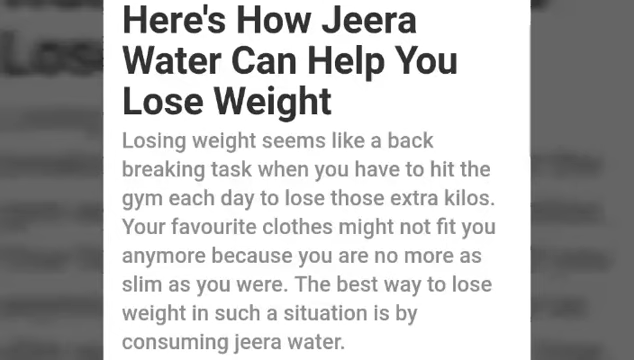 Here's How Jeera
Water Can Help You
Lose Weight
Losing weight seems like a back
breaking task when you have to hit the
gym each day to lose those extra kilos.
Your favourite clothes might not fit you
anymore because you are no more as
slim as you were. The best way to lose
weight in such a situation is by
consuming jeera water.